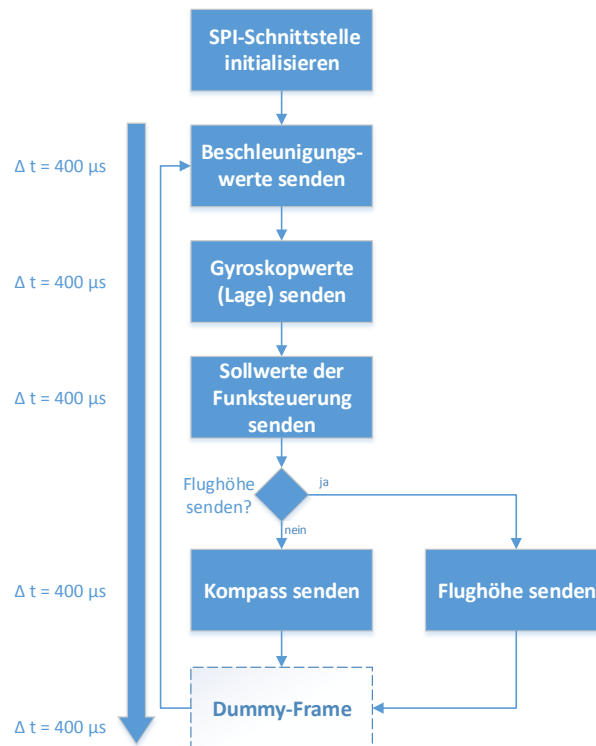 SPI-Schnittstelle
initialisieren
Δ t = 400 µs
Beschleunigungs-
werte senden
Δ t = 400 µs
Gyroskopwerte
(Lage) senden
Δ t = 400 µs
Sollwerte der
Funksteuerung
senden
Flughöhe
senden?
ja
nein
Δ t = 400 µs
Kompass senden
Flughöhe senden
Dummy-Frame
Δ t = 400 µs